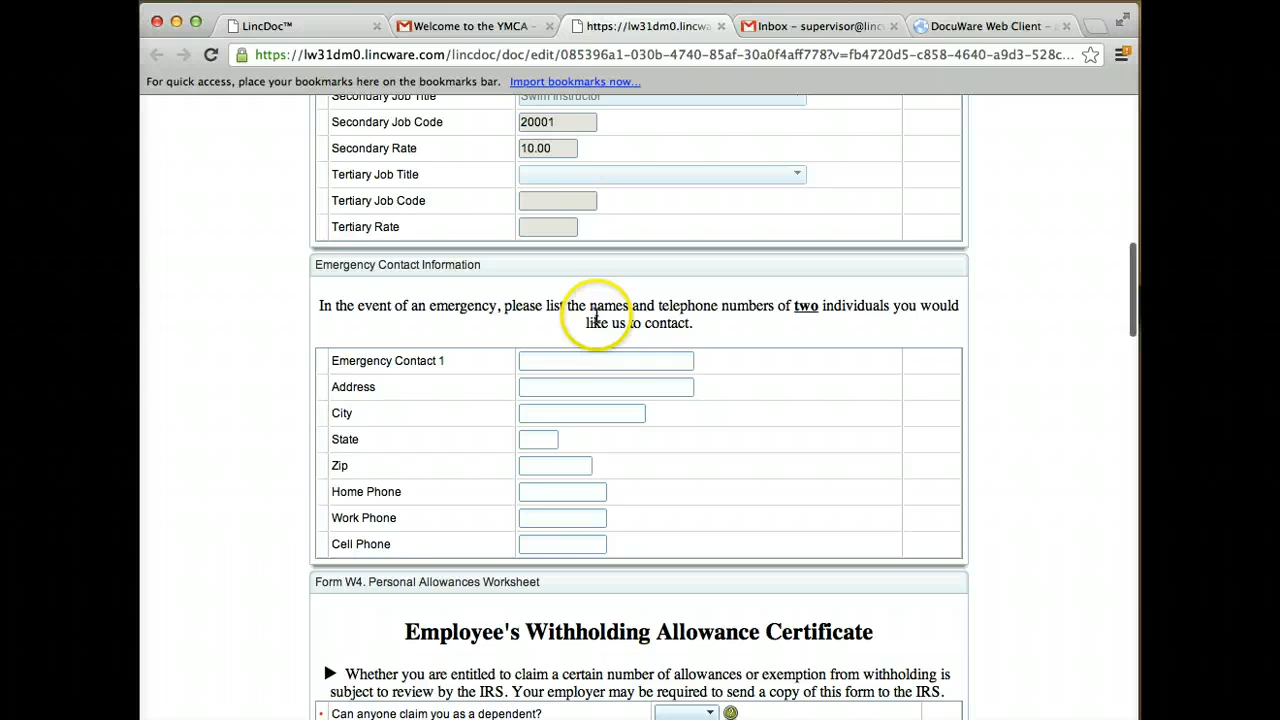 LincDoc™
Welcome to the YMCA -
https://lw31dm0.lincwa
Inbox – supervisor@linc
DocuWare Web Client -
https://lw31dm0.lincware.com/lincdoc/doc/edit/085396a1-030b-4740-85af-30a0f4aff778?v=fb4720d5-c858-4640-a9d3-528c...
For quick access, place your bookmarks here on the bookmarks bar. Import bookmarks now...
Secondary Job Title Swim Instructor
Secondary Job Code 20001
Secondary Rate 10.00
Tertiary Job Title
Tertiary Job Code
Tertiary Rate
Emergency Contact Information
In the event of an emergency, please list the names and telephone numbers of two individuals you would
like us to contact.
Emergency Contact 1
Address
City
State
Zip
Home Phone
Work Phone
Cell Phone
Form W4. Personal Allowances Worksheet
Employee's Withholding Allowance Certificate
► Whether you are entitled to claim a certain number of allowances or exemption from withholding is
subject to review by the IRS. Your employer may be required to send a copy of this form to the IRS.
• Can anyone claim you as a dependent?